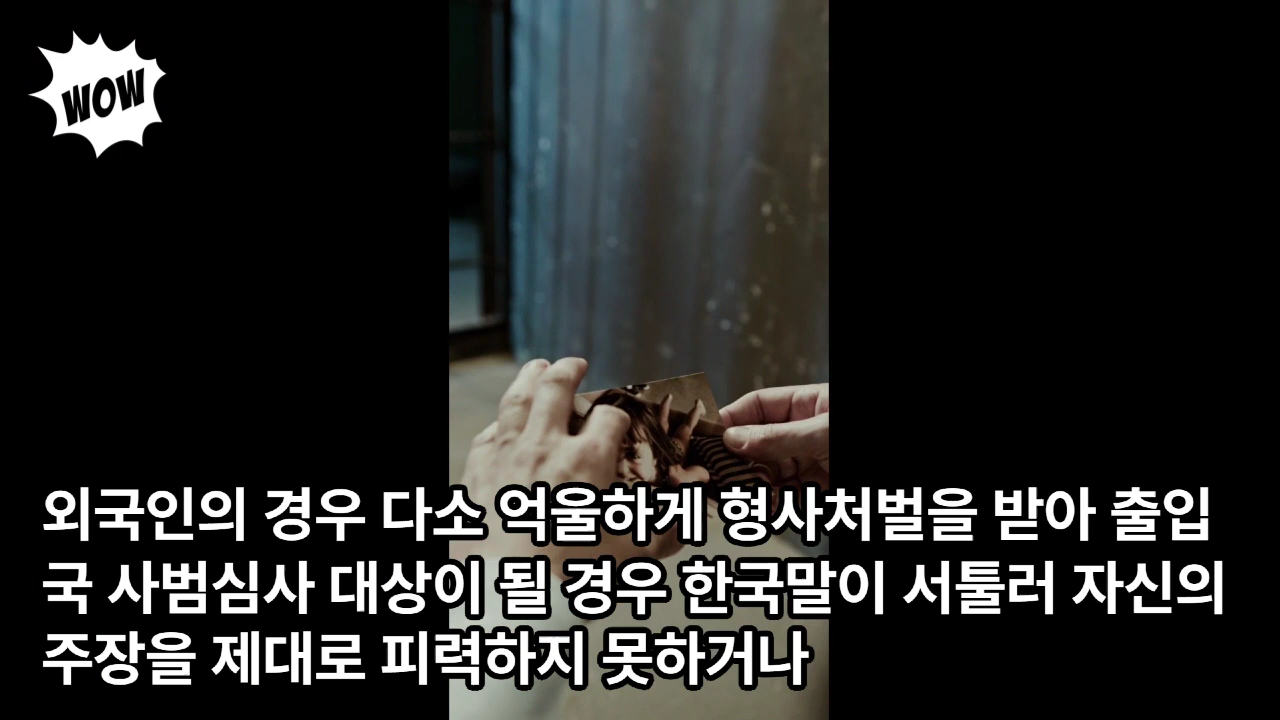 WOW
외국인의 경우 다소 억울하게 형사처벌을 받아 출입
국 사범심사 대상이 될 경우 한국말이 서툴러 자신의
주장을 제대로 피력하지 못하거나